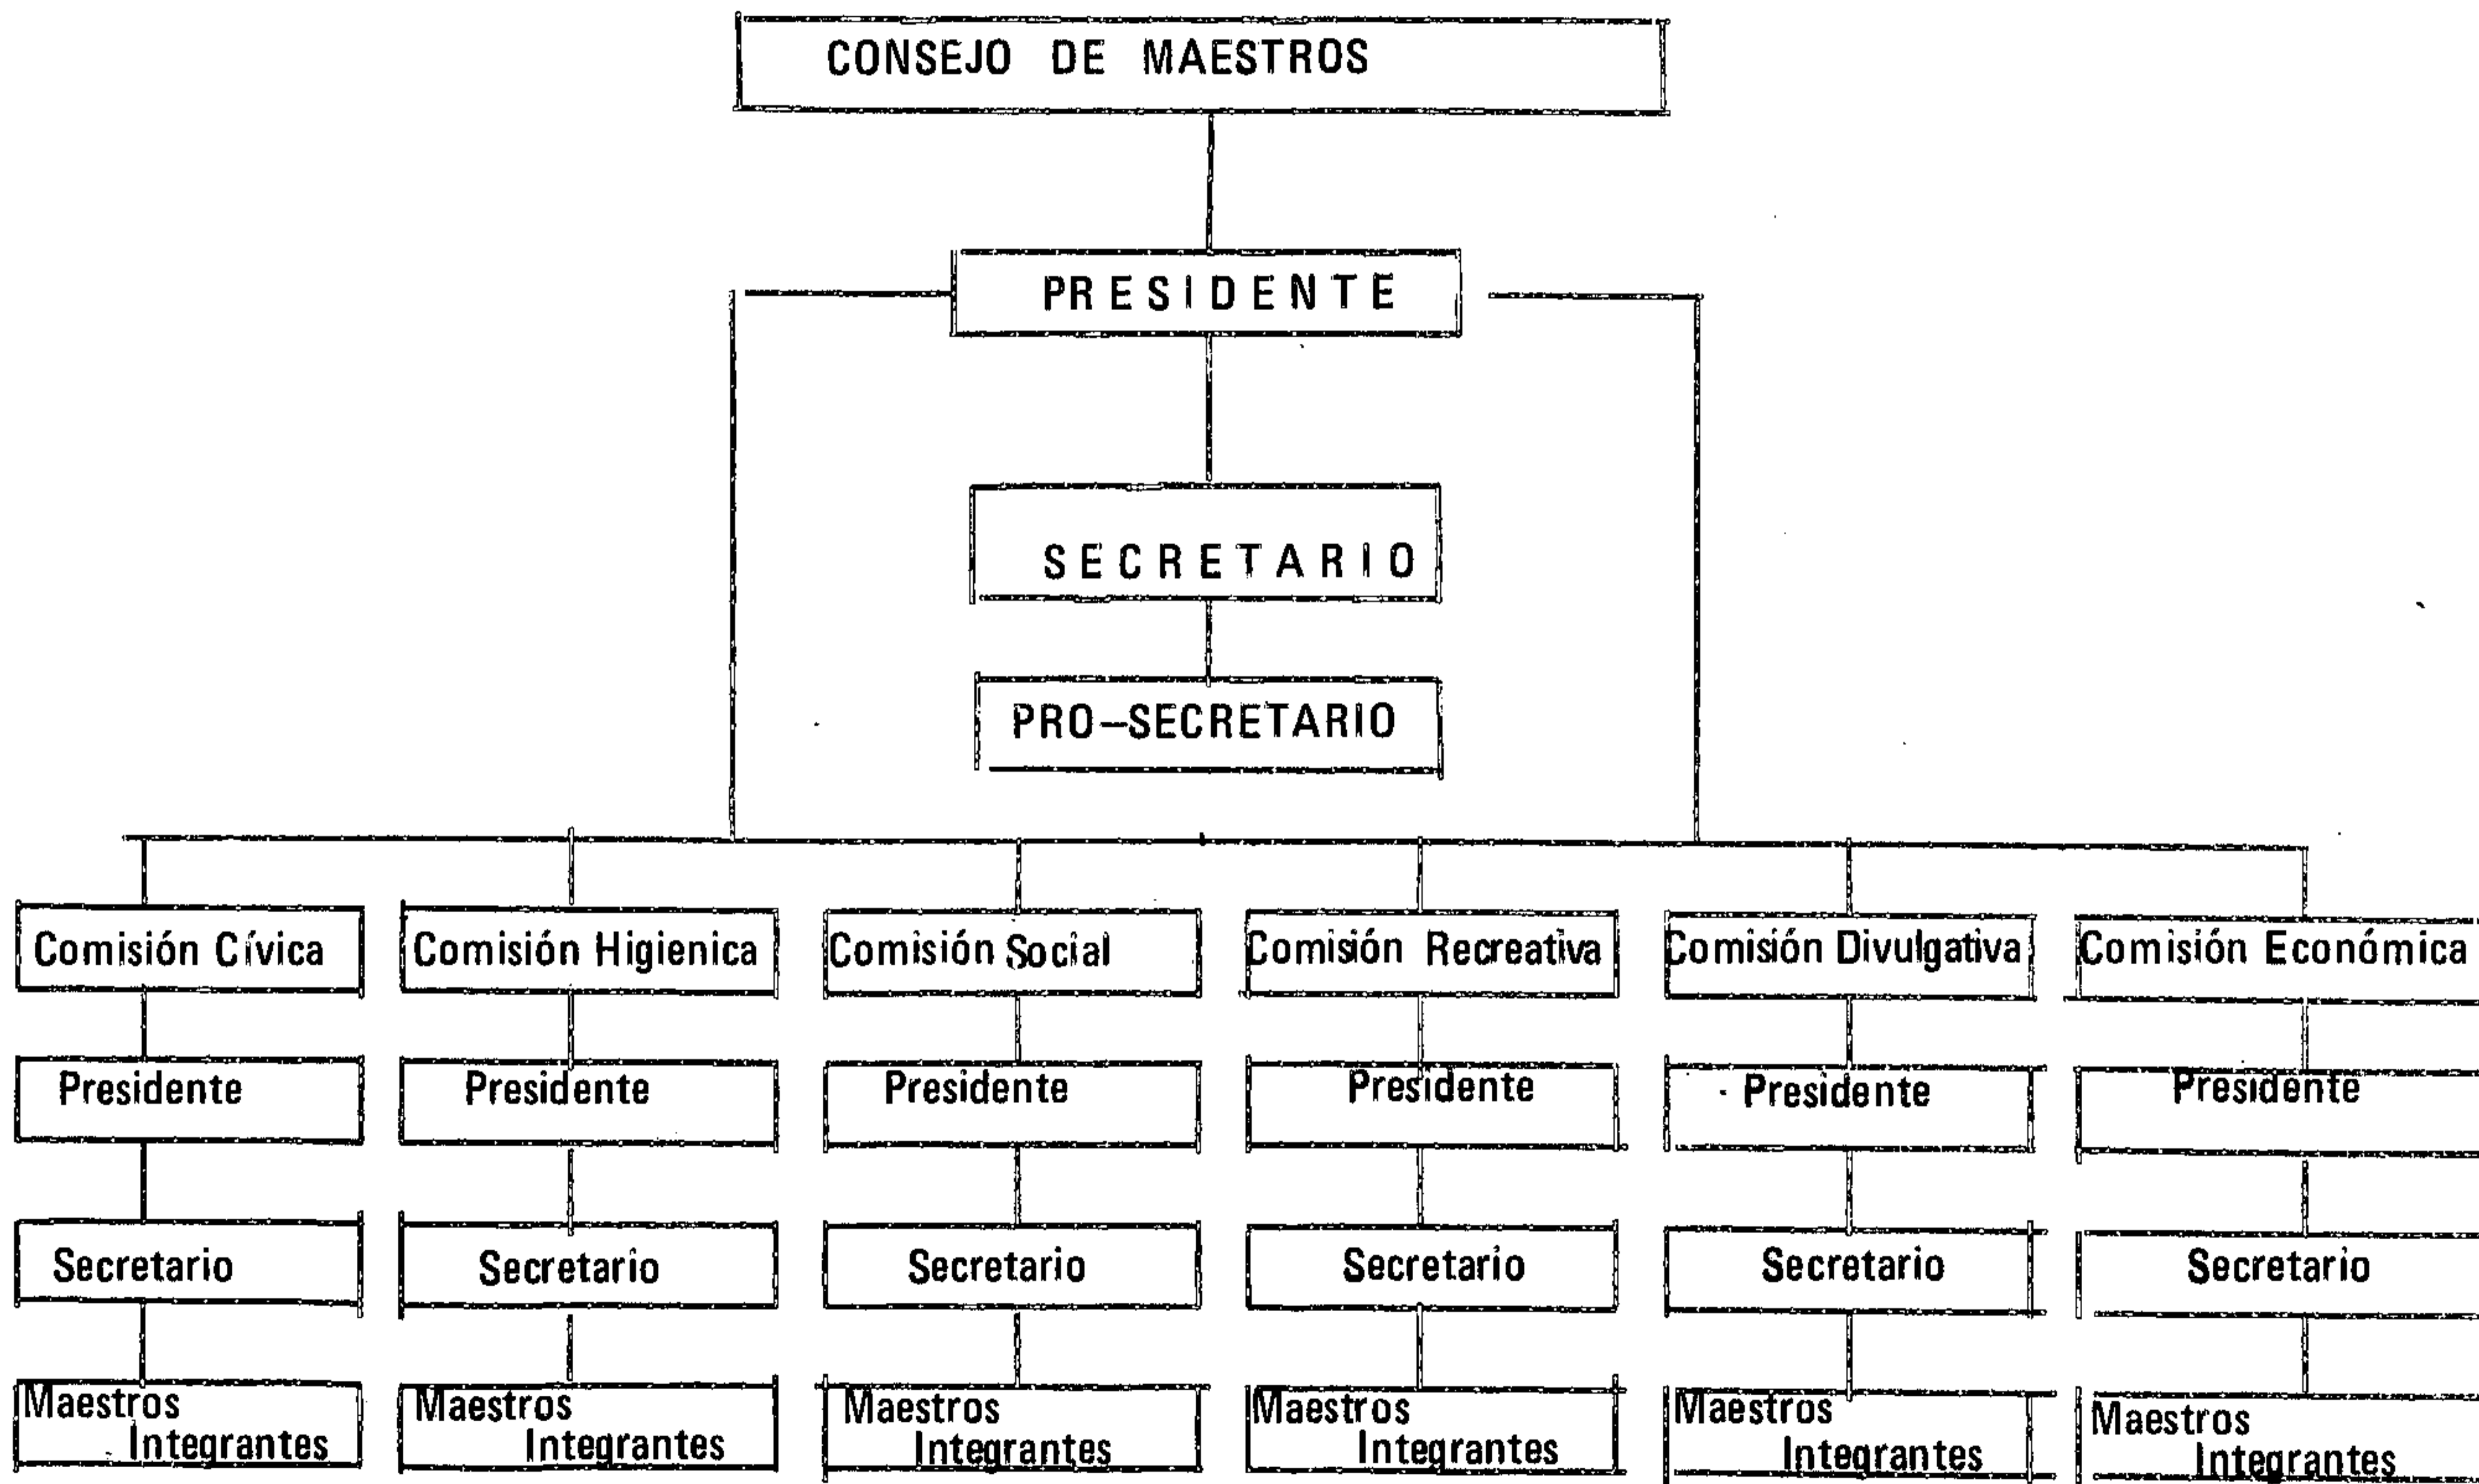 CONSEJO DE MAESTROS
PRESIDENTE
SECRETARIO
PRO-SECRETARIO
Comisión Cívica
Comisión Higienica
Comisión Social
Comisión Recreativa
Comisión Divulgativa
Comisión Económica
Presidente
Presidente
Presidente
Presidente
Presidente
Presidente
Secretario
Secretario
Secretario
Secretario
Secretario
Secretario
Maestros
Integrantes
Maestros
Integrantes
Maestros
Integrantes
Maestros
Integrantes
Maestros
Integrantes
Maestros
Integrantes